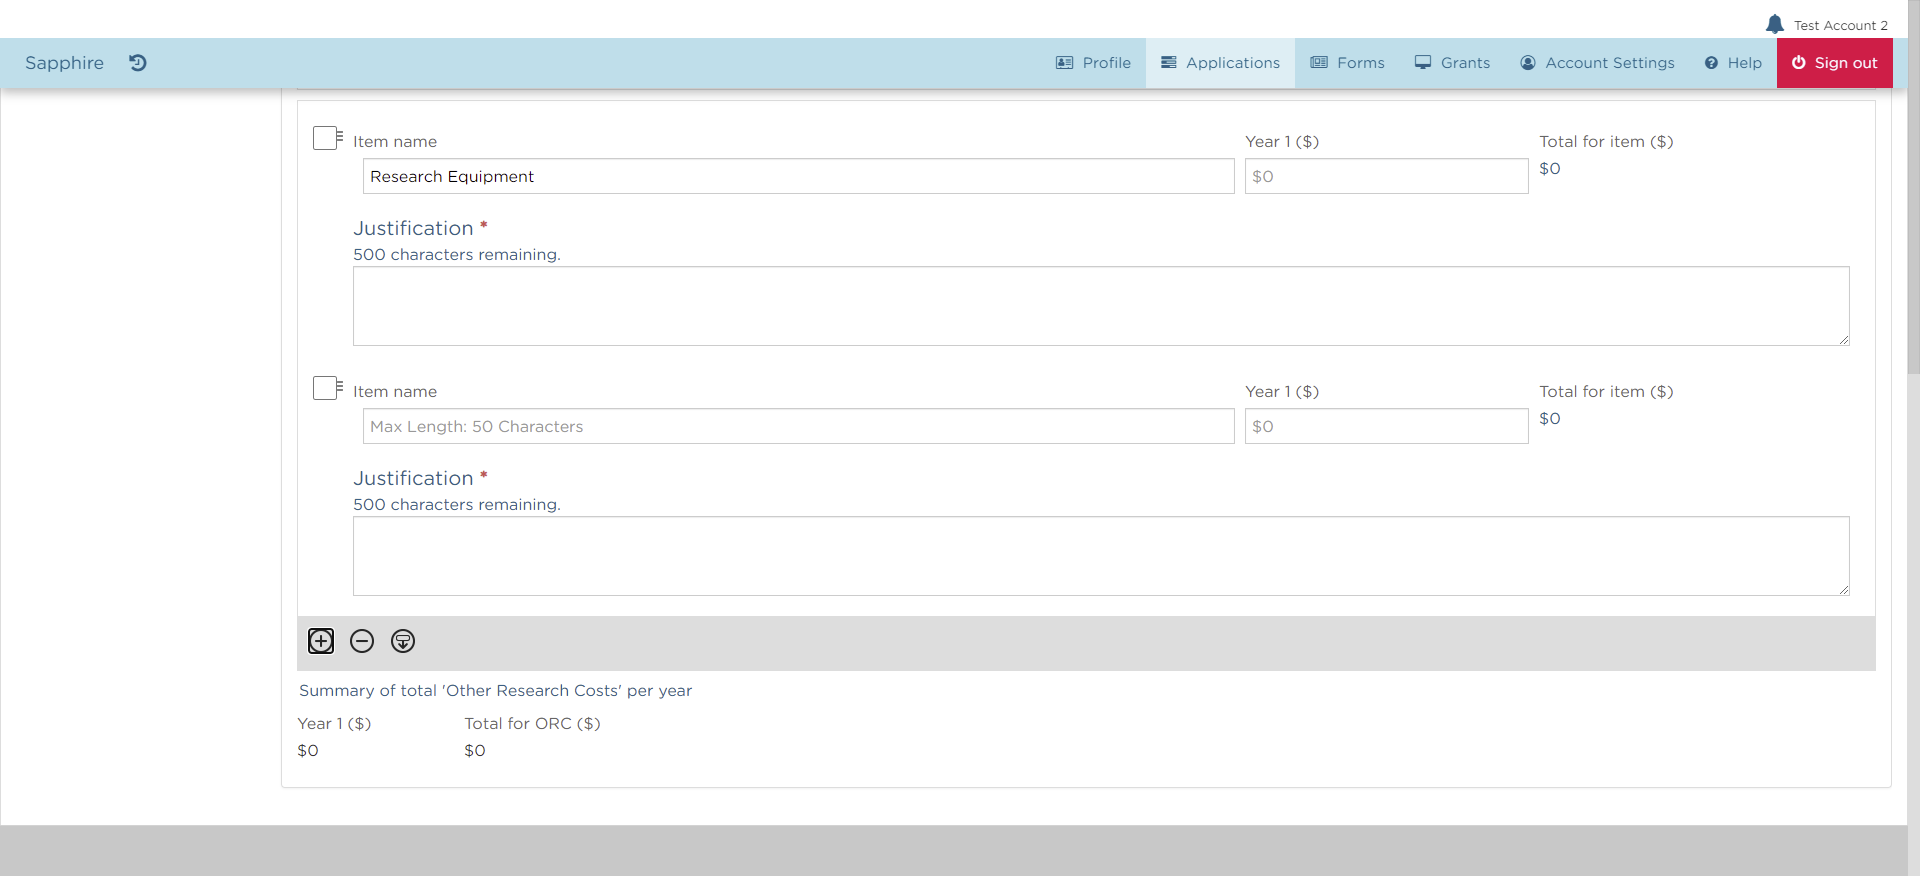 Test Account 2
Sapphire Profile Applications Forms Grants Account Settings Help Sign out
Item name Year 1 ($) Total for item ($)
Research Equipment $0 $0
Justification *
500 characters remaining.
Item name Year 1 ($) Total for item ($)
Max Length: 50 Characters $0 $0
Justification *
500 characters remaining.
Summary of total 'Other Research Costs' per year
Year 1 ($) Total for ORC ($)
$0 $0